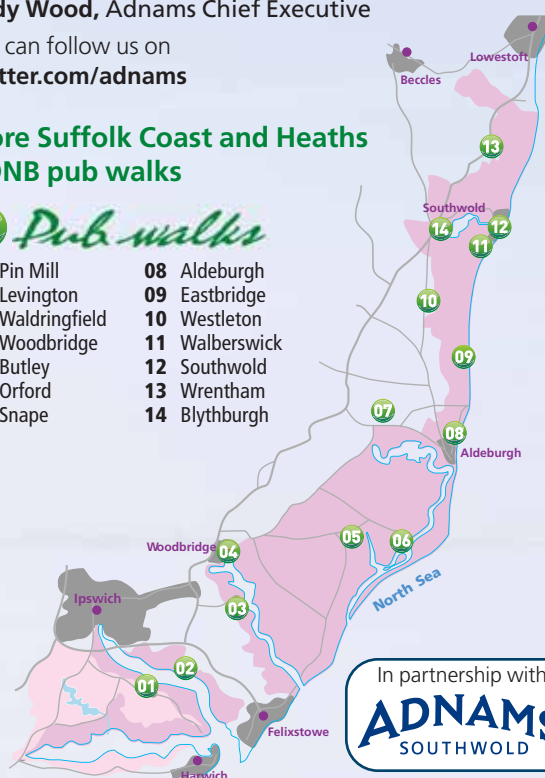 dy Wood, Adnams Chief Executive
can follow us on
tter.com/adnams
ore Suffolk Coast and Heaths
ONB pub walks
Pub walks
Pin Mill
Levington
Waldringfield
Woodbridge
Butley
Orford
Snape
08 Aldeburgh
09 Eastbridge
10 Westleton
11 Walberswick
12 Southwold
13 Wrentham
14 Blythburgh
Lowestoft
Beccles
13
Southwold
14
12
11
10
09
07
08
Aldeburgh
05
06
Woodbridge
04
North Sea
Ipswich
03
02
01
Felixstowe
Harwich
In partnership with
ADNAMS
SOUTHWOLD